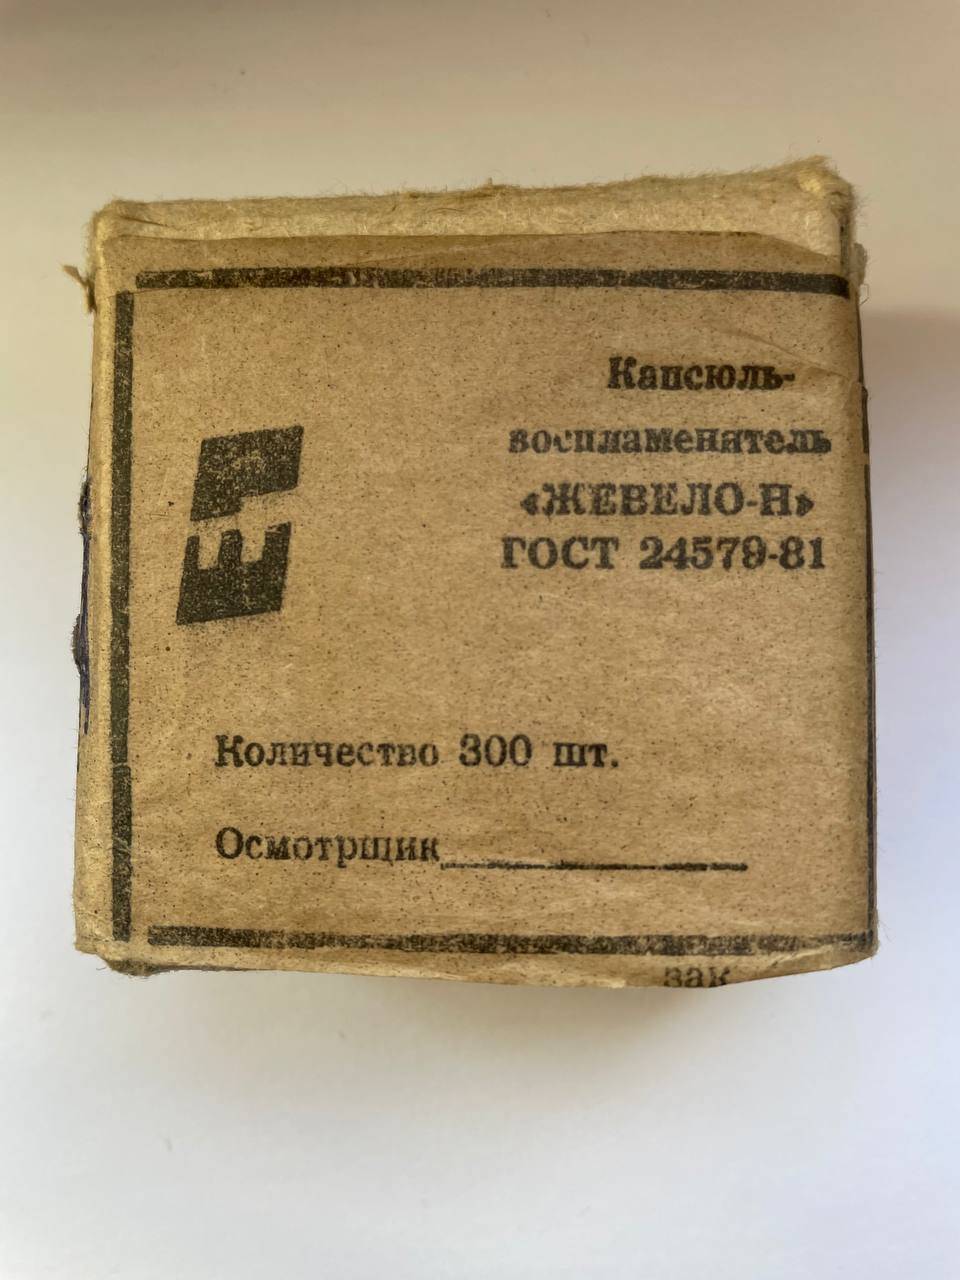 Капсюль-
воспламенитель
«ЖЕВЕЛО-Н»
ГОСТ 24579-81
Количество 300 шт.
Осмотрщик
зак